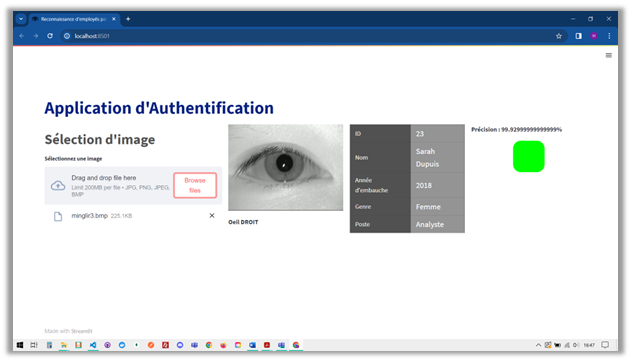 Reconnaissance d'employés pa
localhost:8501
Application d'Authentification
Sélection d'image
Sélectionnez une image
Drag and drop file here
Limit 200MB per file • JPG, PNG, JPEG,
BMP
Browse
files
minglir3.bmp 225.1KB
Oeil DROIT
ID 23
Nom Sarah
Dupuis
Année
d'embauche 2018
Genre Femme
Poste Analyste
Précision : 99.92999999999999%
Made with Streamlit
16:47